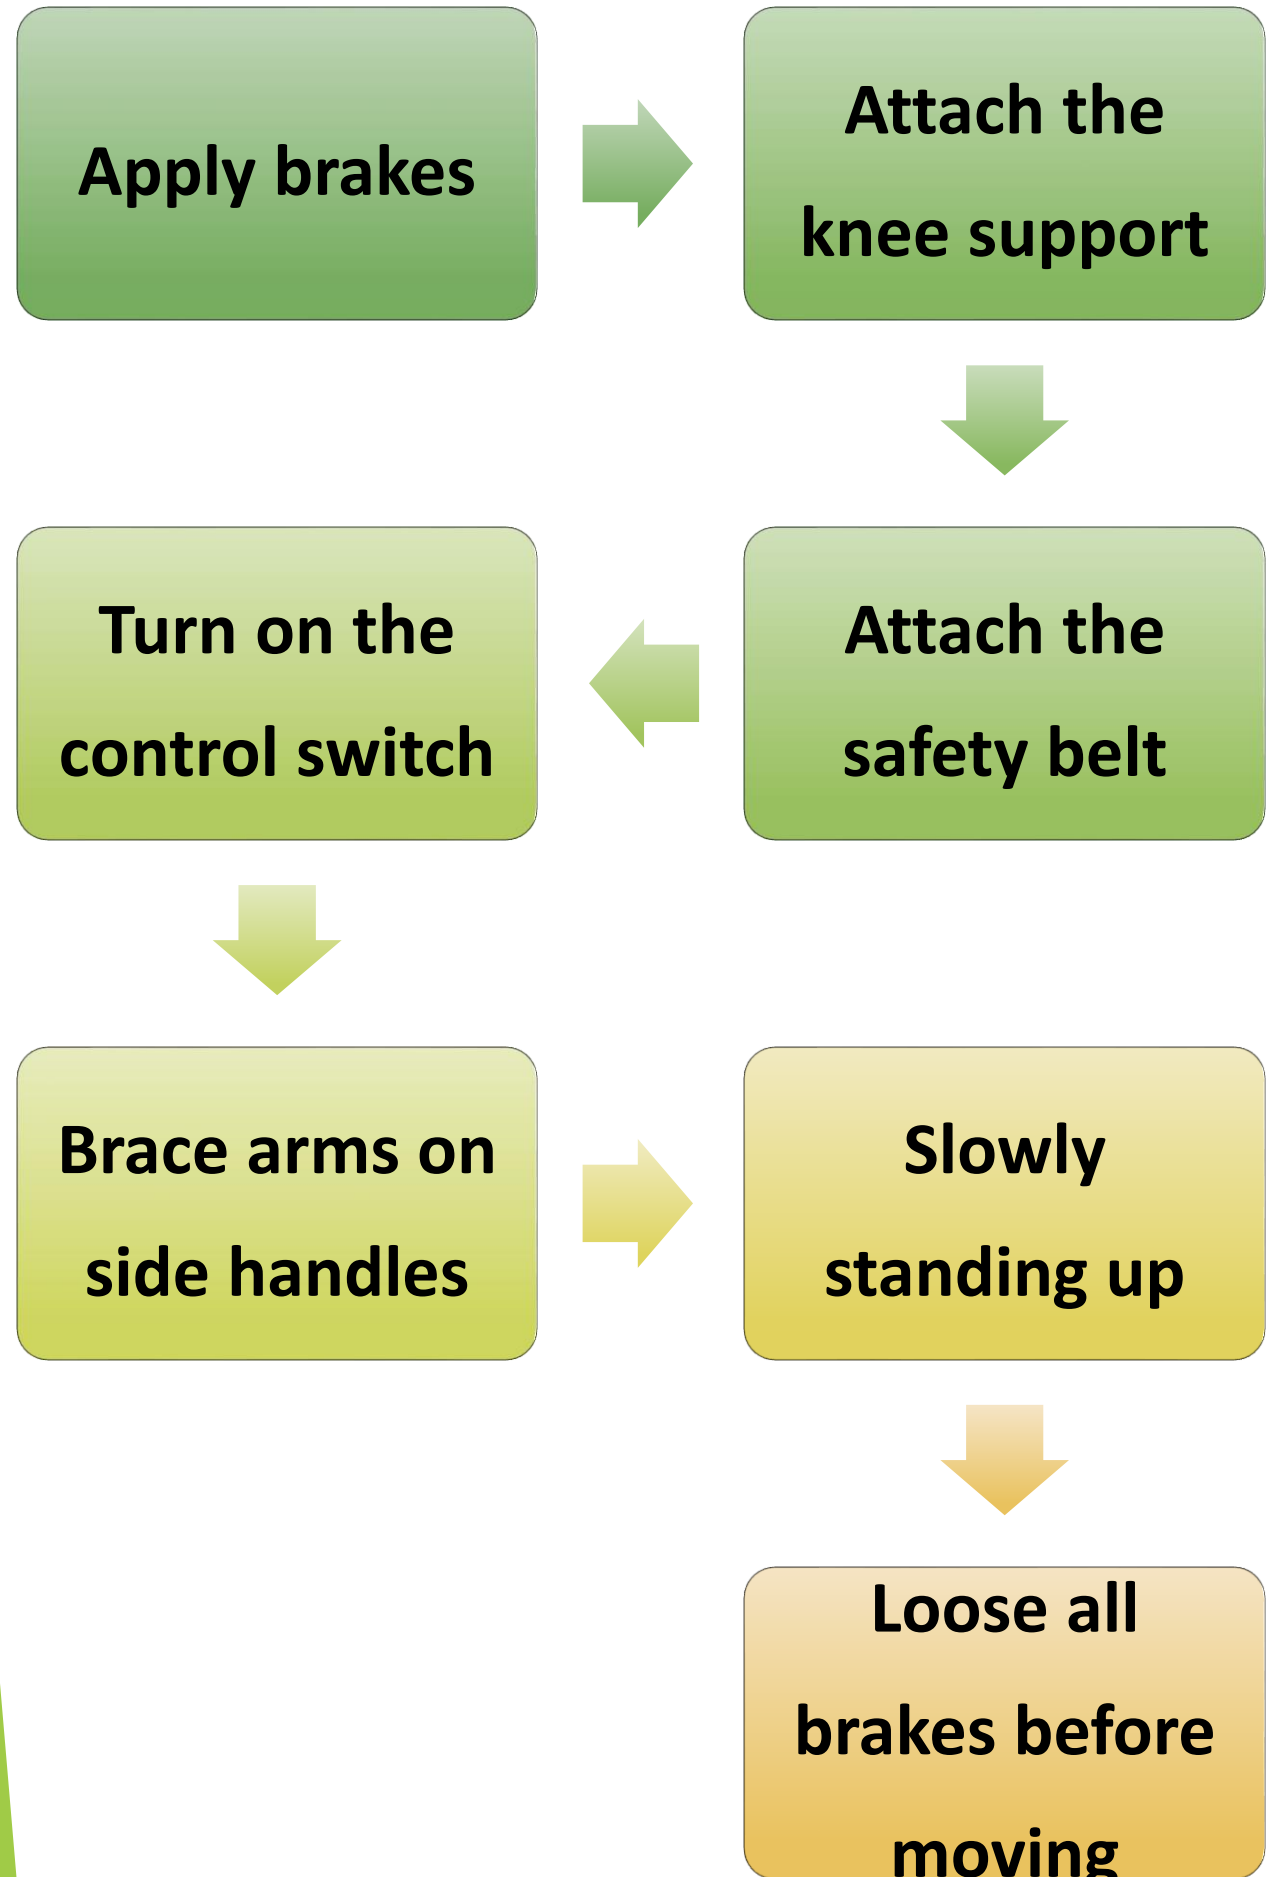 Apply brakes
Attach the
knee support
Attach the
safety belt
Turn on the
control switch
Brace arms on
side handles
Slowly
standing up
Loose all
brakes before
moving